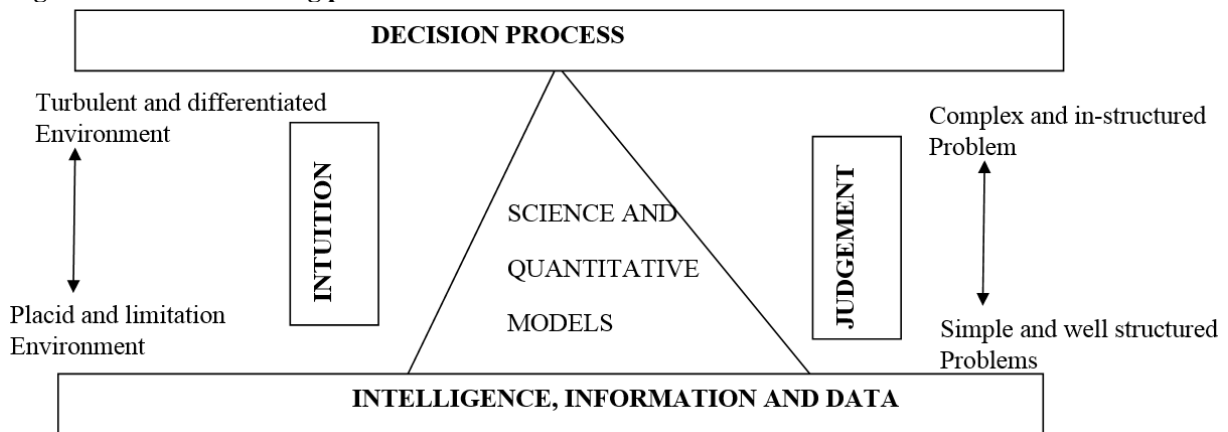 DECISION PROCESS
Turbulent and differentiated
Environment
Complex and in-structured
Problem
INTUITION
JUDGEMENT
SCIENCE AND
QUANTITATIVE
MODELS
Placid and limitation
Environment
Simple and well structured
Problems
INTELLIGENCE, INFORMATION AND DATA